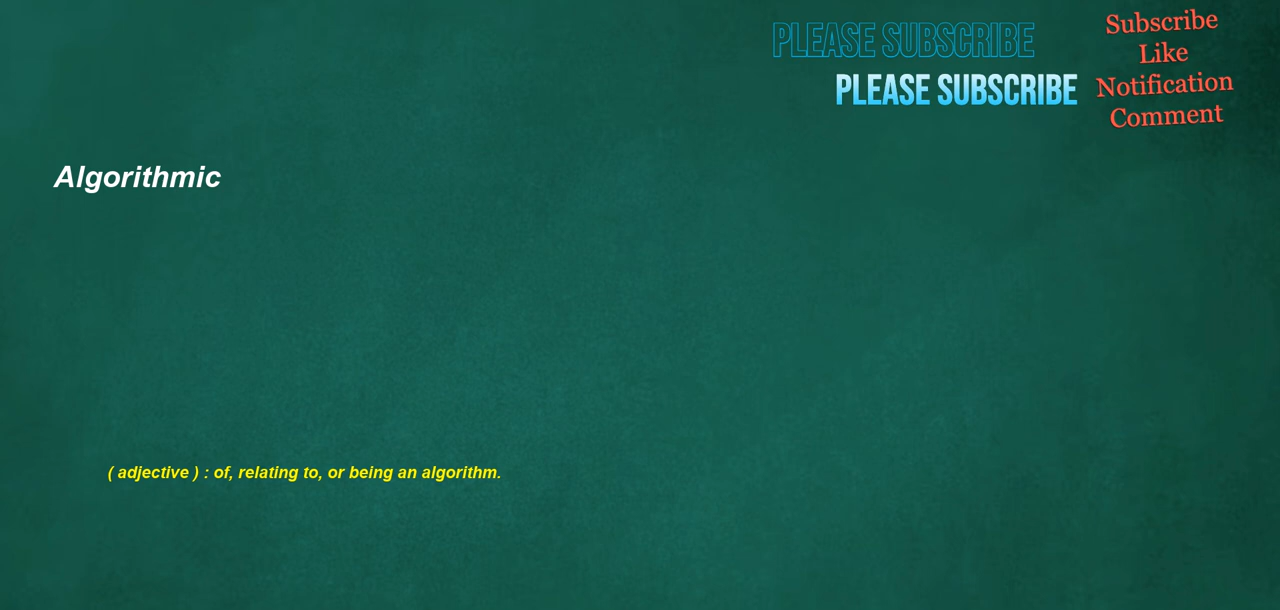 PLEASE SUBSCRIBE
PLEASE SUBSCRIBE
Subscribe
Like
Notification
Comment
Algorithmic
( adjective ) : of, relating to, or being an algorithm.